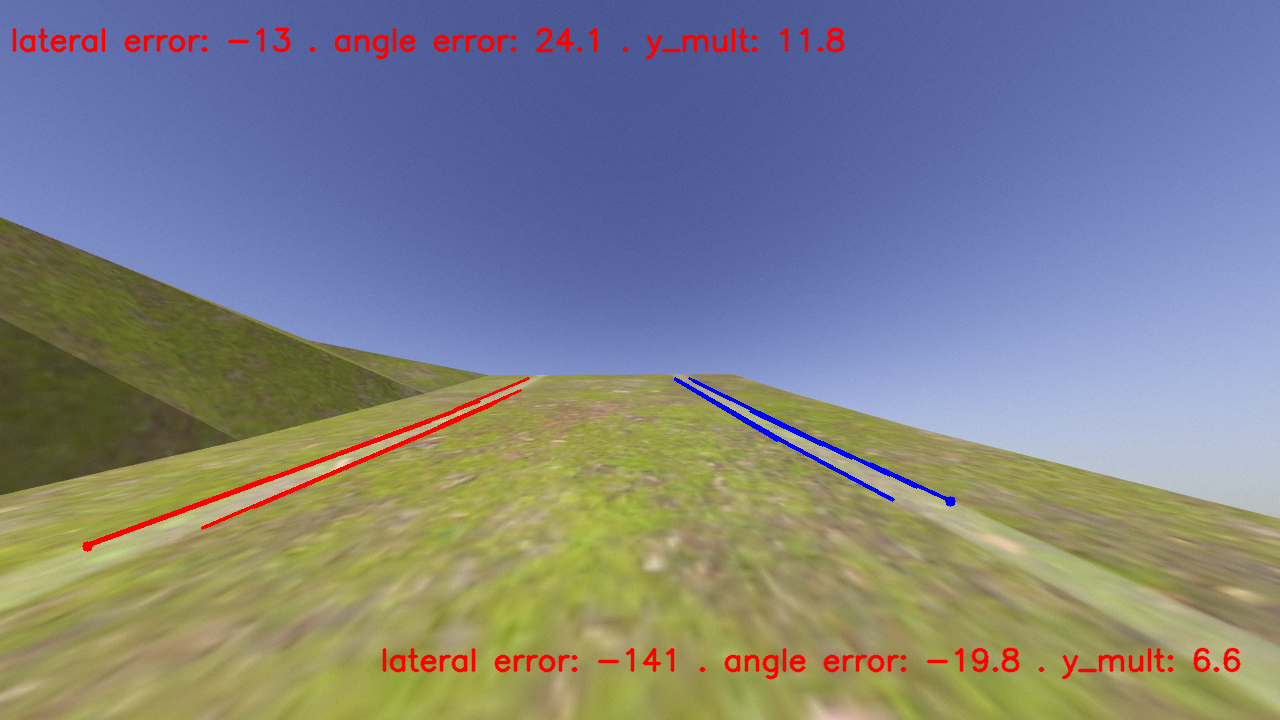 lateral error: -13 . angle error: 24.1 . y_mult: 11.8
lateral error: -141 . angle error: -19.8 . y_mult: 6.6